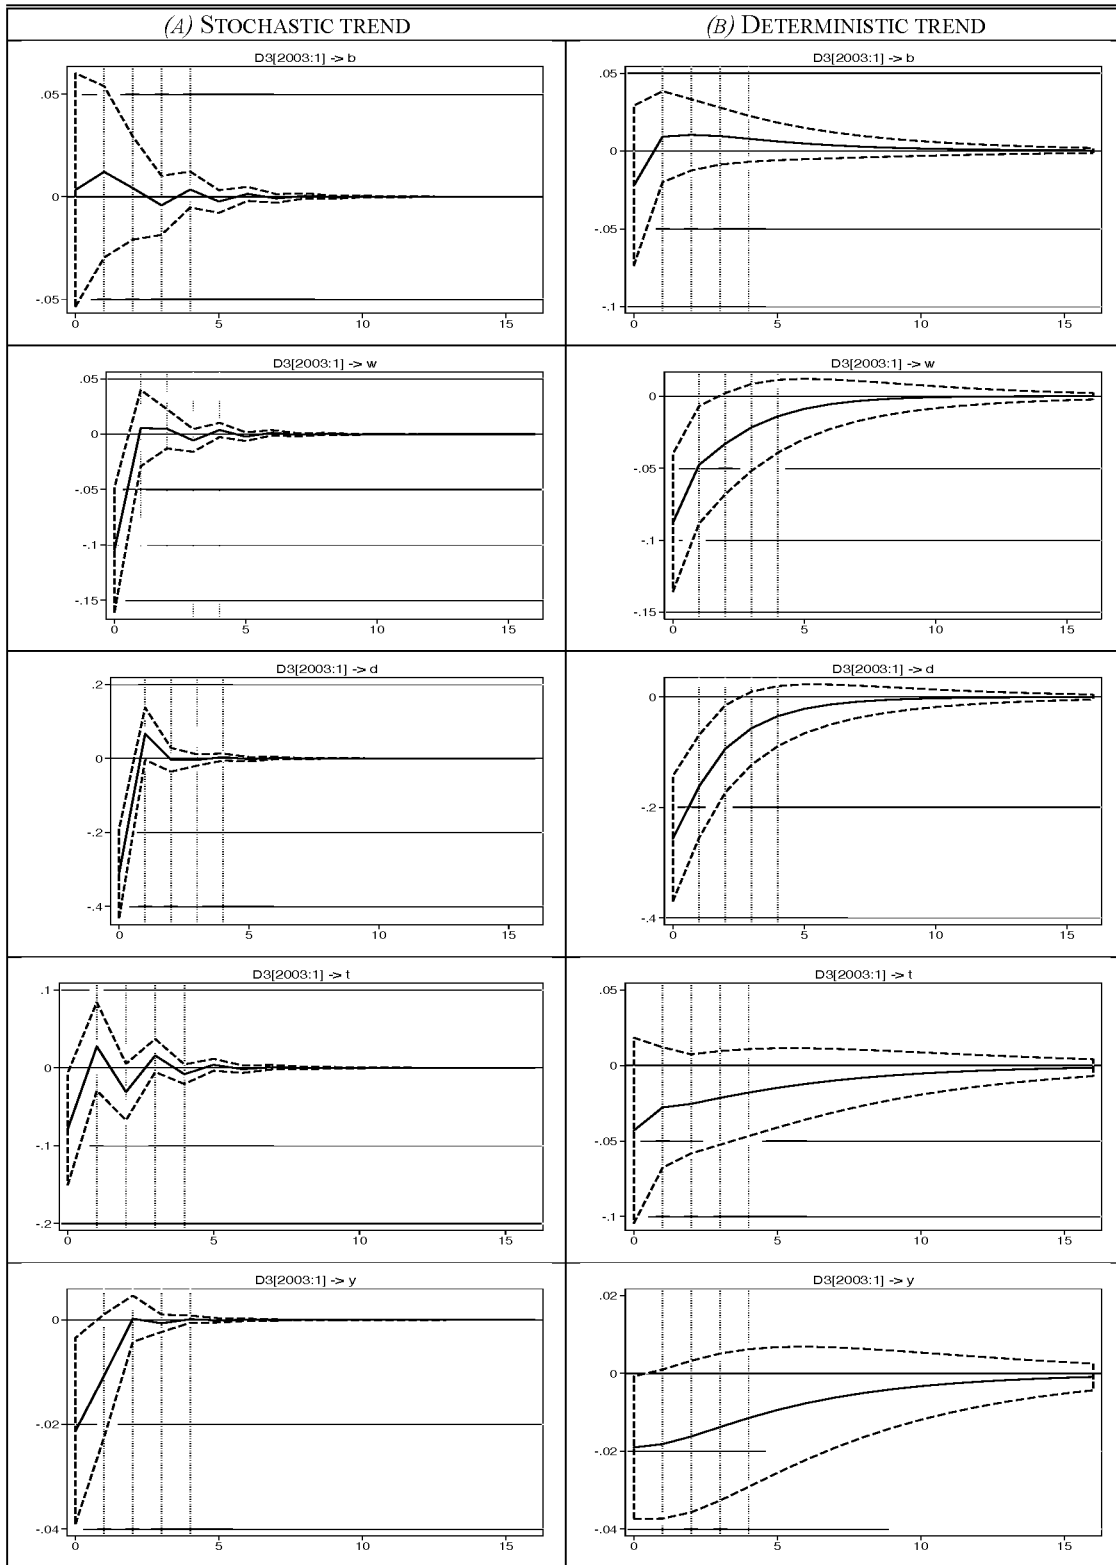 (A) STOCHASTIC TREND
(B) DETERMINISTIC TREND
D3[2003:1] -> b
.05
0
-.05
0 5 10 15
D3[2003:1] -> b
.05
0
-.05
-.1
0 5 10 15
D3[2003:1] -> w
.05
0
-.05
-.1
-.15
0 5 10 15
D3[2003:1] -> w
0
-.05
-.1
-.15
0 5 10 15
D3[2003:1] -> d
.2
0
-.2
-.4
0 5 10 15
D3[2003:1] -> d
0
-.2
-.4
0 5 10 15
D3[2003:1] -> t
.1
0
-.1
-.2
0 5 10 15
D3[2003:1] -> t
.05
0
-.05
-.1
0 5 10 15
D3[2003:1] -> y
0
-.02
-.04
0 5 10 15
D3[2003:1] -> y
.02
0
-.02
-.04
0 5 10 15